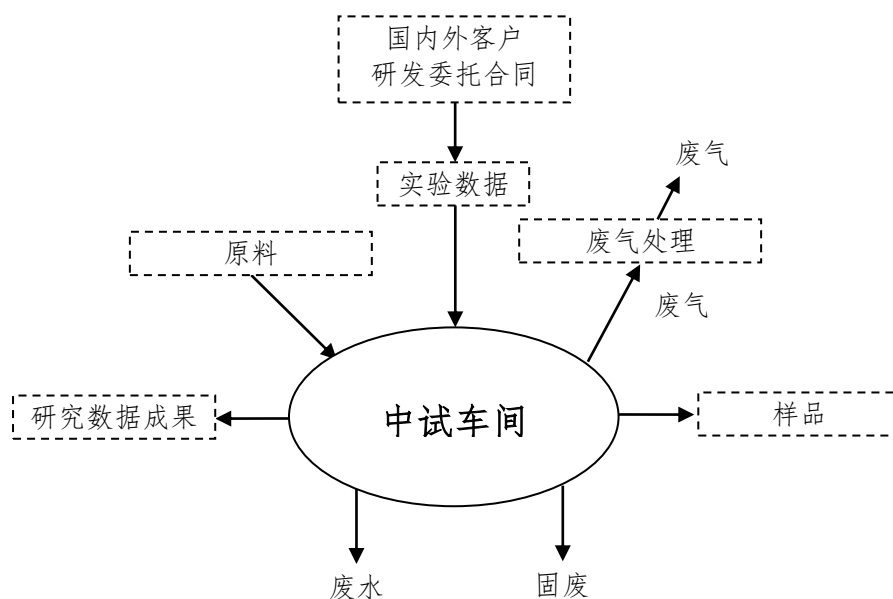 国内外客户
研发委托合同
废气
实验数据
原料
废气处理
废气
研究数据成果
中试车间
样品
废水
固废